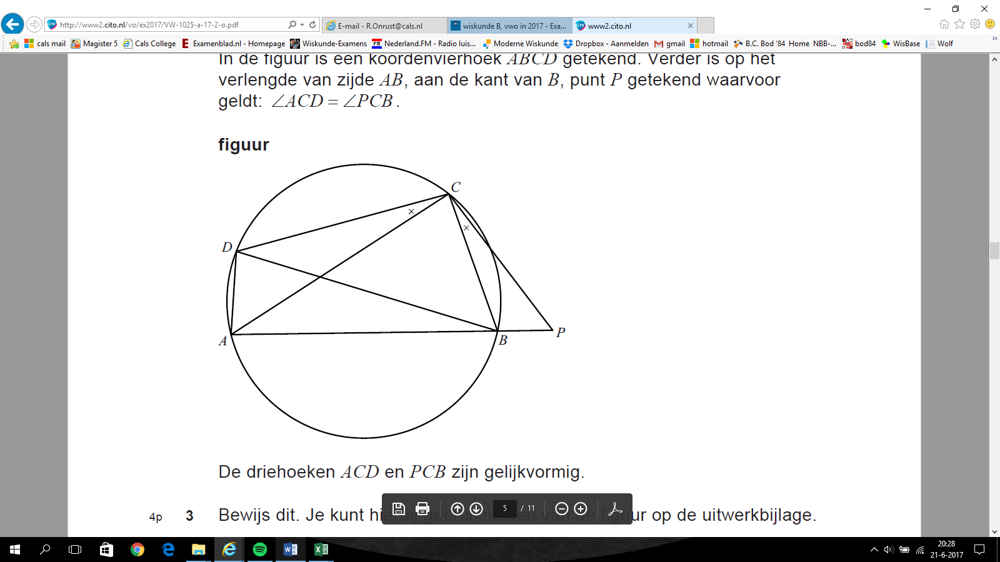 http://www2.cito.nl/vo/ex2017/VW-1025-a-17-2-o.pdf
E-mail - R.Onrust@cals.nl
wiskunde B, vwo in 2017 - Exa...
www2.cito.nl
cals mail
Magister 5
Cals College
Examenblad.nl - Homepage
Wiskunde-Examens
Nederland.FM - Radio luis...
Moderne Wiskunde
Dropbox - Aanmelden
gmail
hotmail
B.C. Bod '84 Home NBB-...
bod84
WisBase
Wolf
In de figuur is een koordenvierhoek ABCD getekend. Verder is op het
verlengde van zijde AB, aan de kant van B, punt P getekend waarvoor
geldt: ∠ACD = ∠PCB.
figuur
C
×
×
D
A
B
P
De driehoeken ACD en PCB zijn gelijkvormig.
4p 3 Bewijs dit. Je kunt hierbij gebruikmaken van de figuur op de uitwerkbijlage.
5 / 11
20:28
21-6-2017